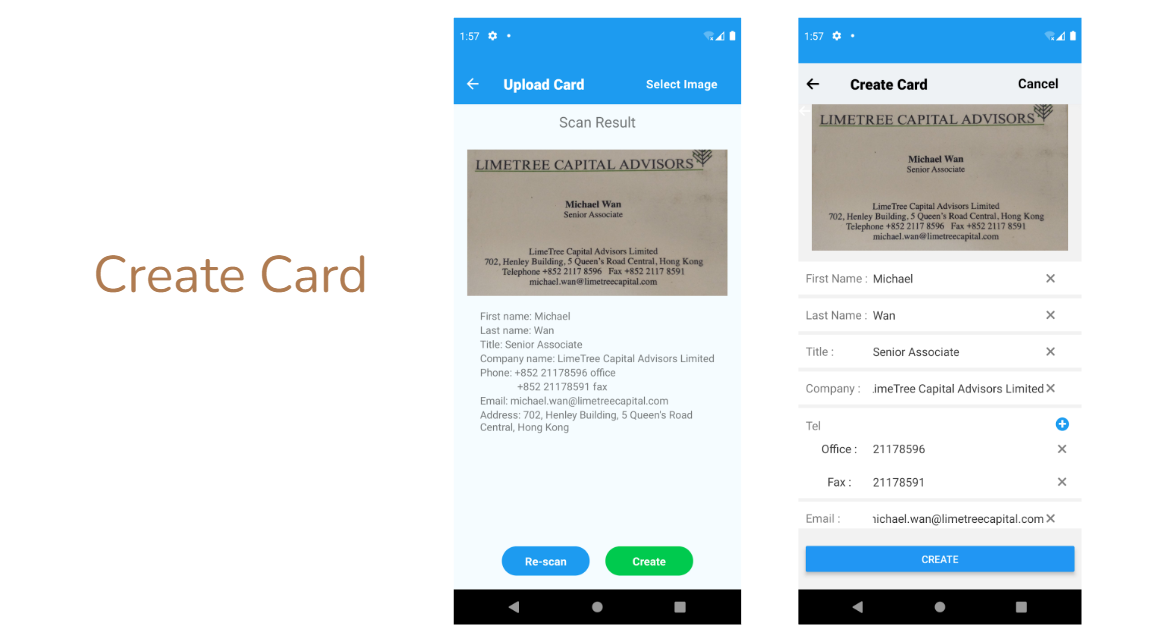 Create Card
1:57
Upload Card
Select Image
Scan Result
LIMETREE CAPITAL ADVISORS
Michael Wan
Senior Associate
LimeTree Capital Advisors Limited
702, Henley Building, 5 Queen's Road Central, Hong Kong
Telephone +852 2117 8596 Fax +852 2117 8591
michael.wan@limetreecapital.com
First name: Michael
Last name: Wan
Title: Senior Associate
Company name: LimeTree Capital Advisors Limited
Phone: +852 21178596 office
+852 21178591 fax
Email: michael.wan@limetreecapital.com
Address: 702, Henley Building, 5 Queen's Road
Central, Hong Kong
Re-scan
Create
1:57
Create Card
Cancel
LIMETREE CAPITAL ADVISORS
Michael Wan
Senior Associate
LimeTree Capital Advisors Limited
702, Henley Building, 5 Queen's Road Central, Hong Kong
Telephone +852 2117 8596 Fax +852 2117 8591
michael.wan@limetreecapital.com
First Name : Michael
Last Name : Wan
Title : Senior Associate
Company : imeTree Capital Advisors Limited
Tel
Office : 21178596
Fax : 21178591
Email : ichael.wan@limetreecapital.com
CREATE